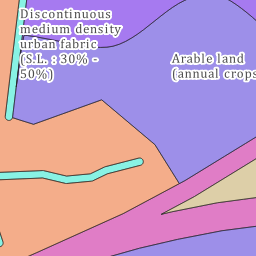 Discontinuous
medium density
urban fabric
(S.L. : 30% -
50%)
Arable land
(annual crops